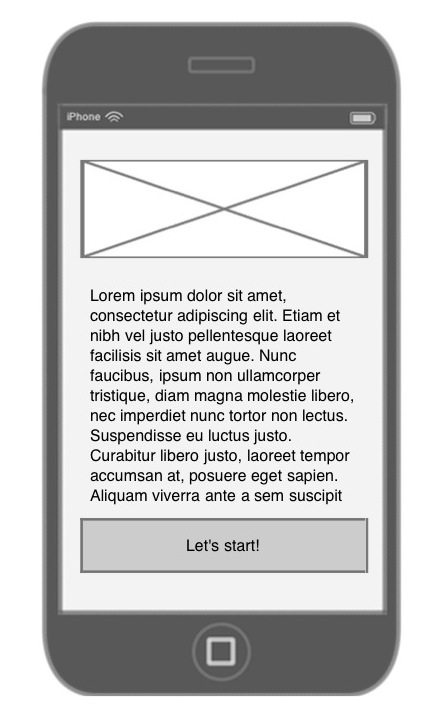 iPhone
Lorem ipsum dolor sit amet,
consectetur adipiscing elit. Etiam et
nibh vel justo pellentesque laoreet
facilisis sit amet augue. Nunc
faucibus, ipsum non ullamcorper
tristique, diam magna molestie libero,
nec imperdiet nunc tortor non lectus.
Suspendisse eu luctus justo.
Curabitur libero justo, laoreet tempor
accumsan at, posuere eget sapien.
Aliquam viverra ante a sem suscipit
Let's start!